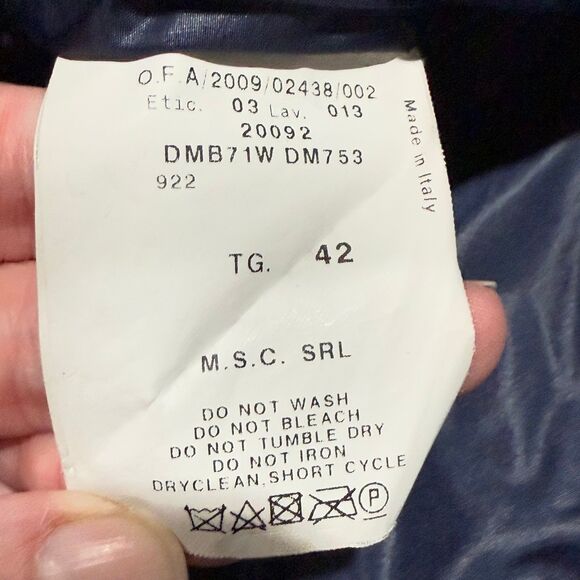 O.F.A/2009/02438/002
Etic. 03 Lav. 013
20092
DMB71W DM753
922
Made in Italy
TG. 42
M.S.C. SRL
DO NOT WASH
DO NOT BLEACH
DO NOT TUMBLE DRY
DO NOT IRON
DRYCLEAN.SHORT CYCLE
P